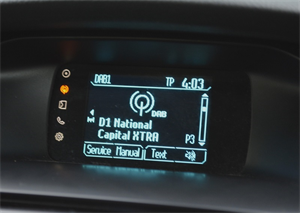 DAB1 TP 4:03
DAB
D1 National
Capital XTRA P3
Service Manual Text